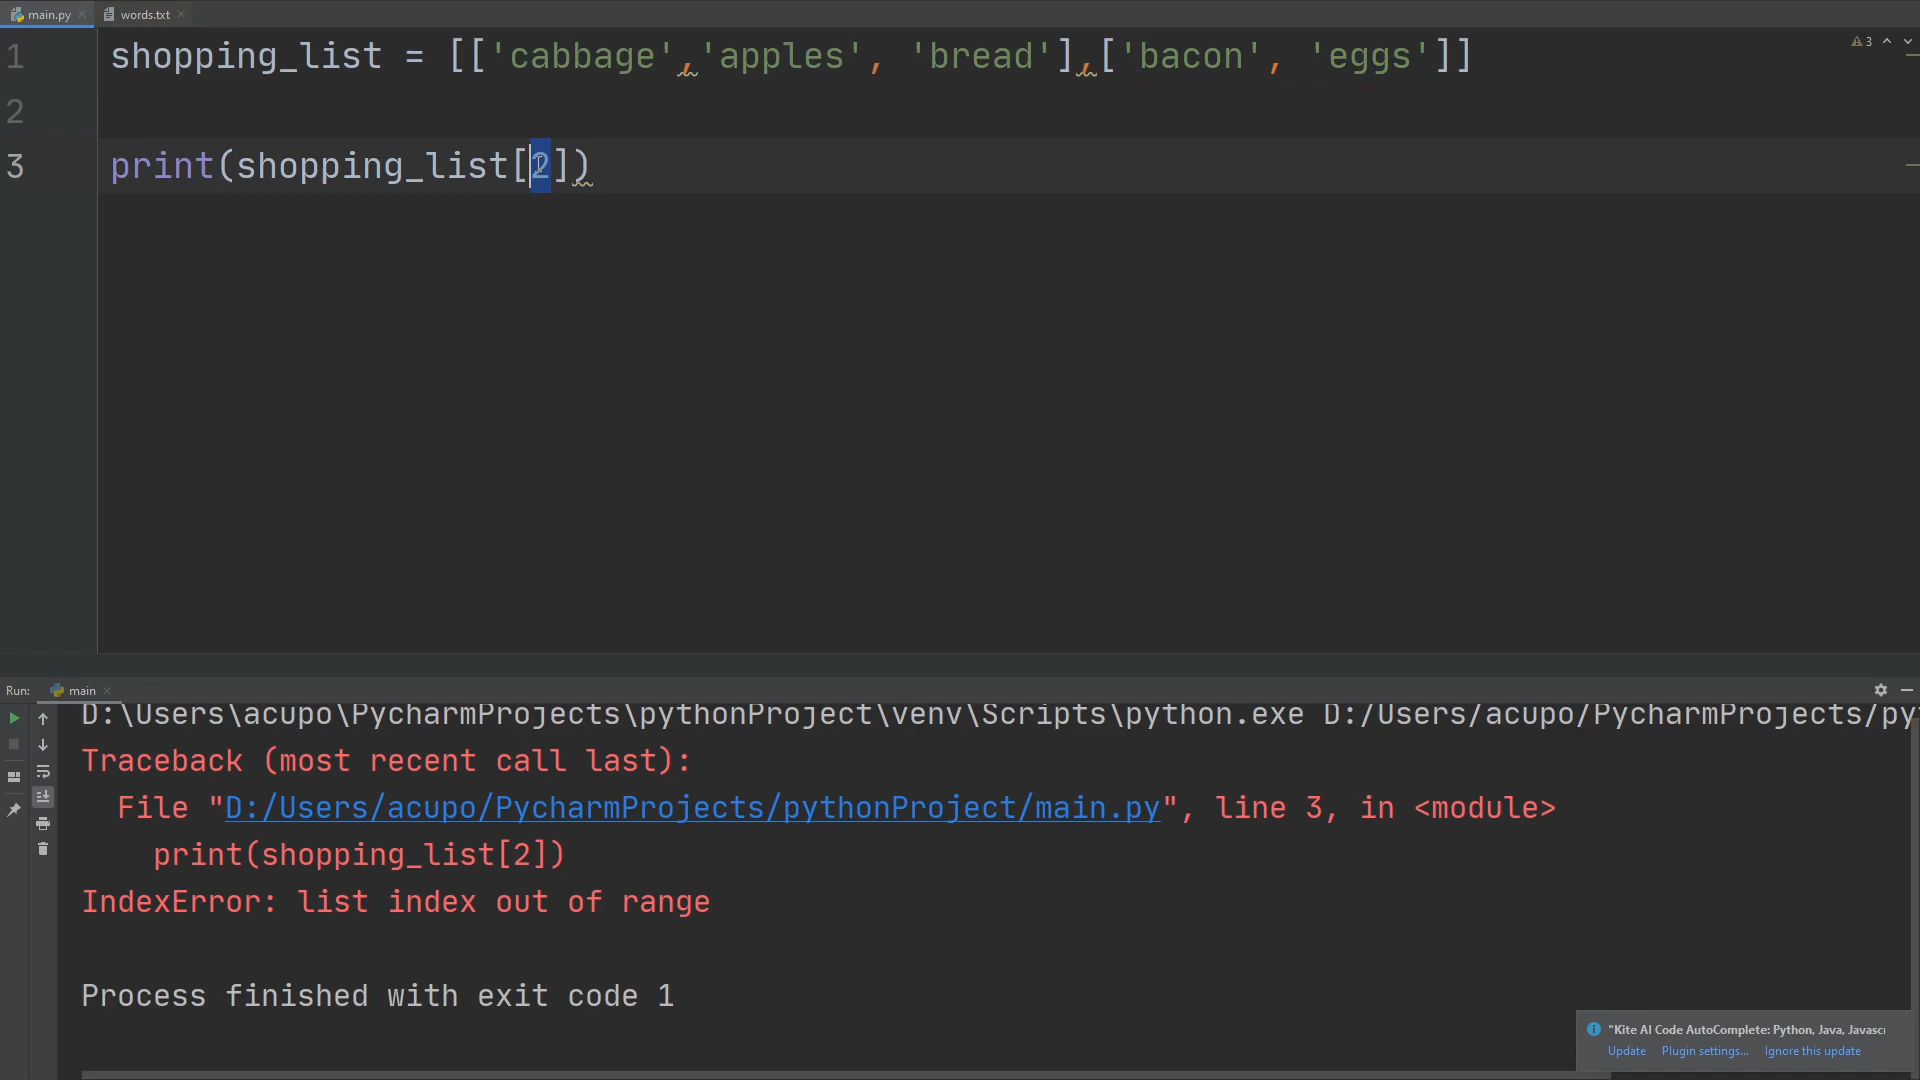 main.py words.txt
1 shopping_list = [['cabbage','apples', 'bread'],['bacon', 'eggs']] 3
2
3 print(shopping_list[2])
Run: main
D:\Users\acupo\PycharmProjects\pythonProject\venv\Scripts\python.exe D:/Users/acupo/PycharmProjects/py
Traceback (most recent call last):
File "D:/Users/acupo/PycharmProjects/pythonProject/main.py", line 3, in <module>
print(shopping_list[2])
IndexError: list index out of range
Process finished with exit code 1
"Kite AI Code AutoComplete: Python, Java, Javasc
Update Plugin settings... Ignore this update